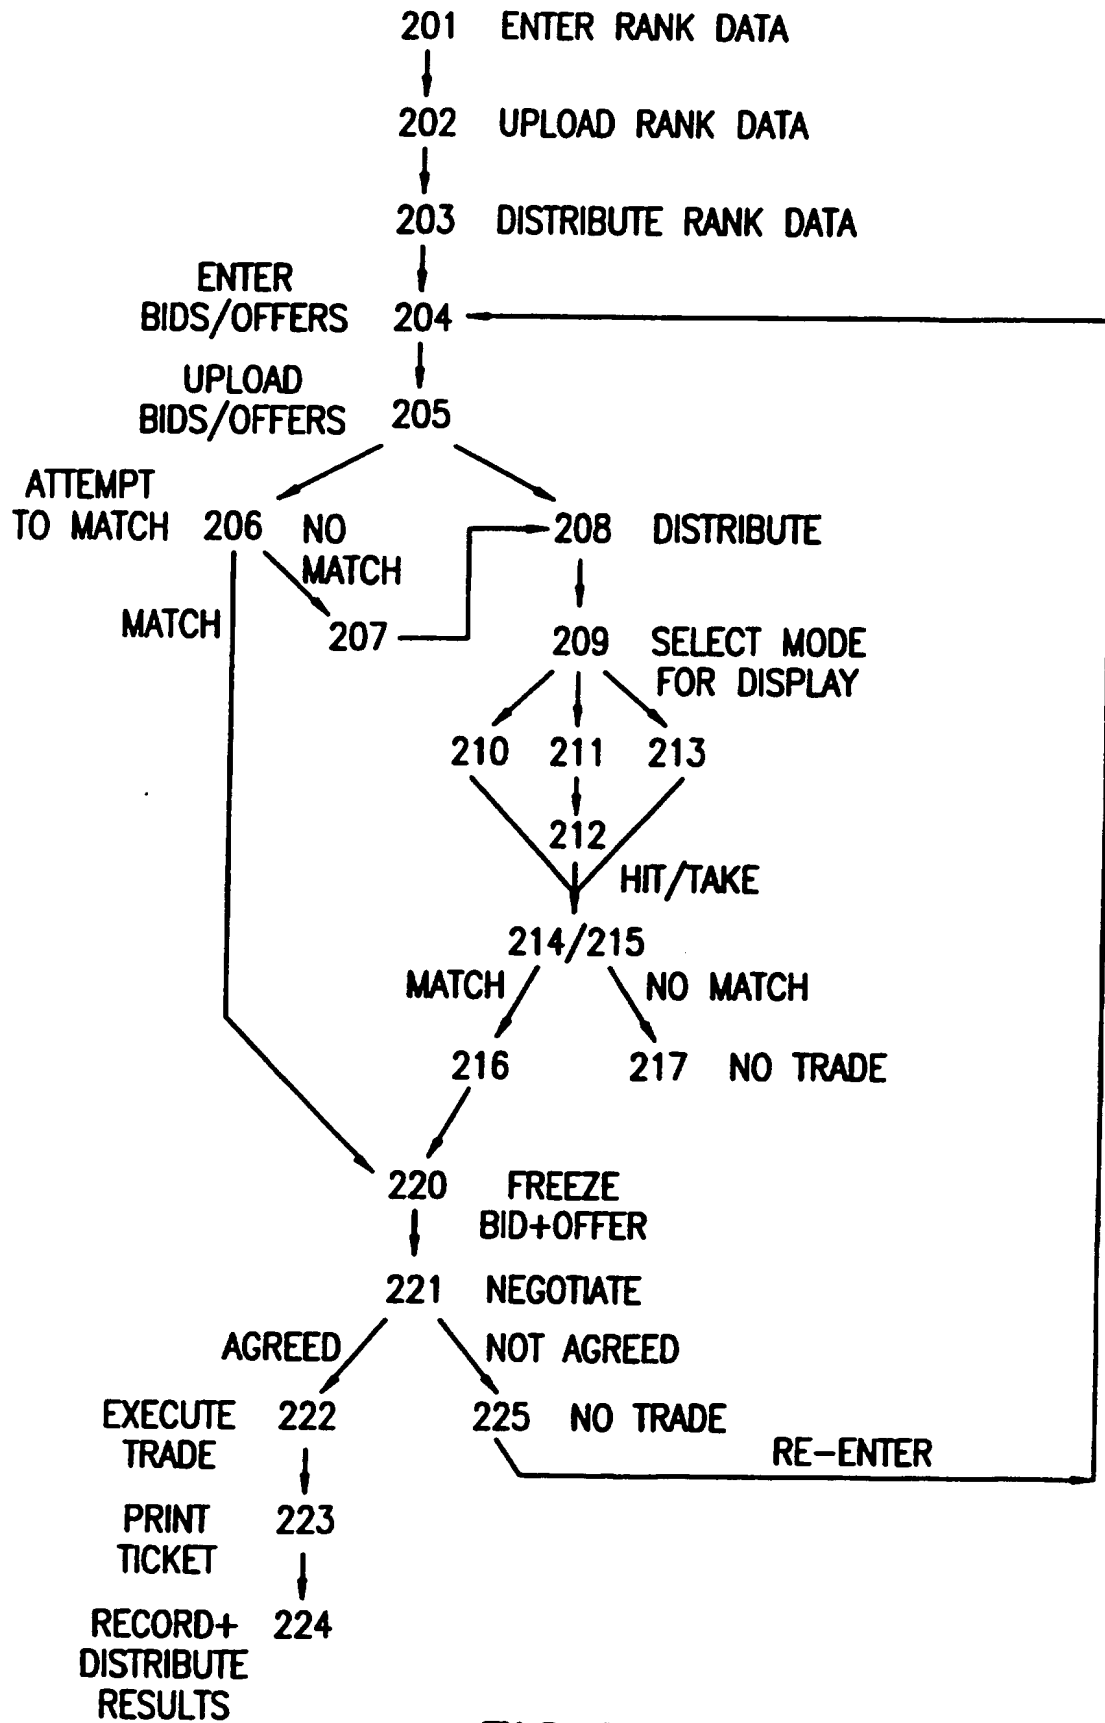 201 ENTER RANK DATA
202 UPLOAD RANK DATA
203 DISTRIBUTE RANK DATA
ENTER
BIDS/OFFERS 204
UPLOAD
BIDS/OFFERS 205
ATTEMPT
TO MATCH 206 NO
MATCH
208 DISTRIBUTE
MATCH
207
209 SELECT MODE
FOR DISPLAY
210 211 213
212
HIT/TAKE
214/215
MATCH NO MATCH
216 217 NO TRADE
220 FREEZE
BID+OFFER
221 NEGOTIATE
AGREED NOT AGREED
EXECUTE 222
TRADE
225 NO TRADE
RE-ENTER
PRINT 223
TICKET
RECORD+ 224
DISTRIBUTE
RESULTS